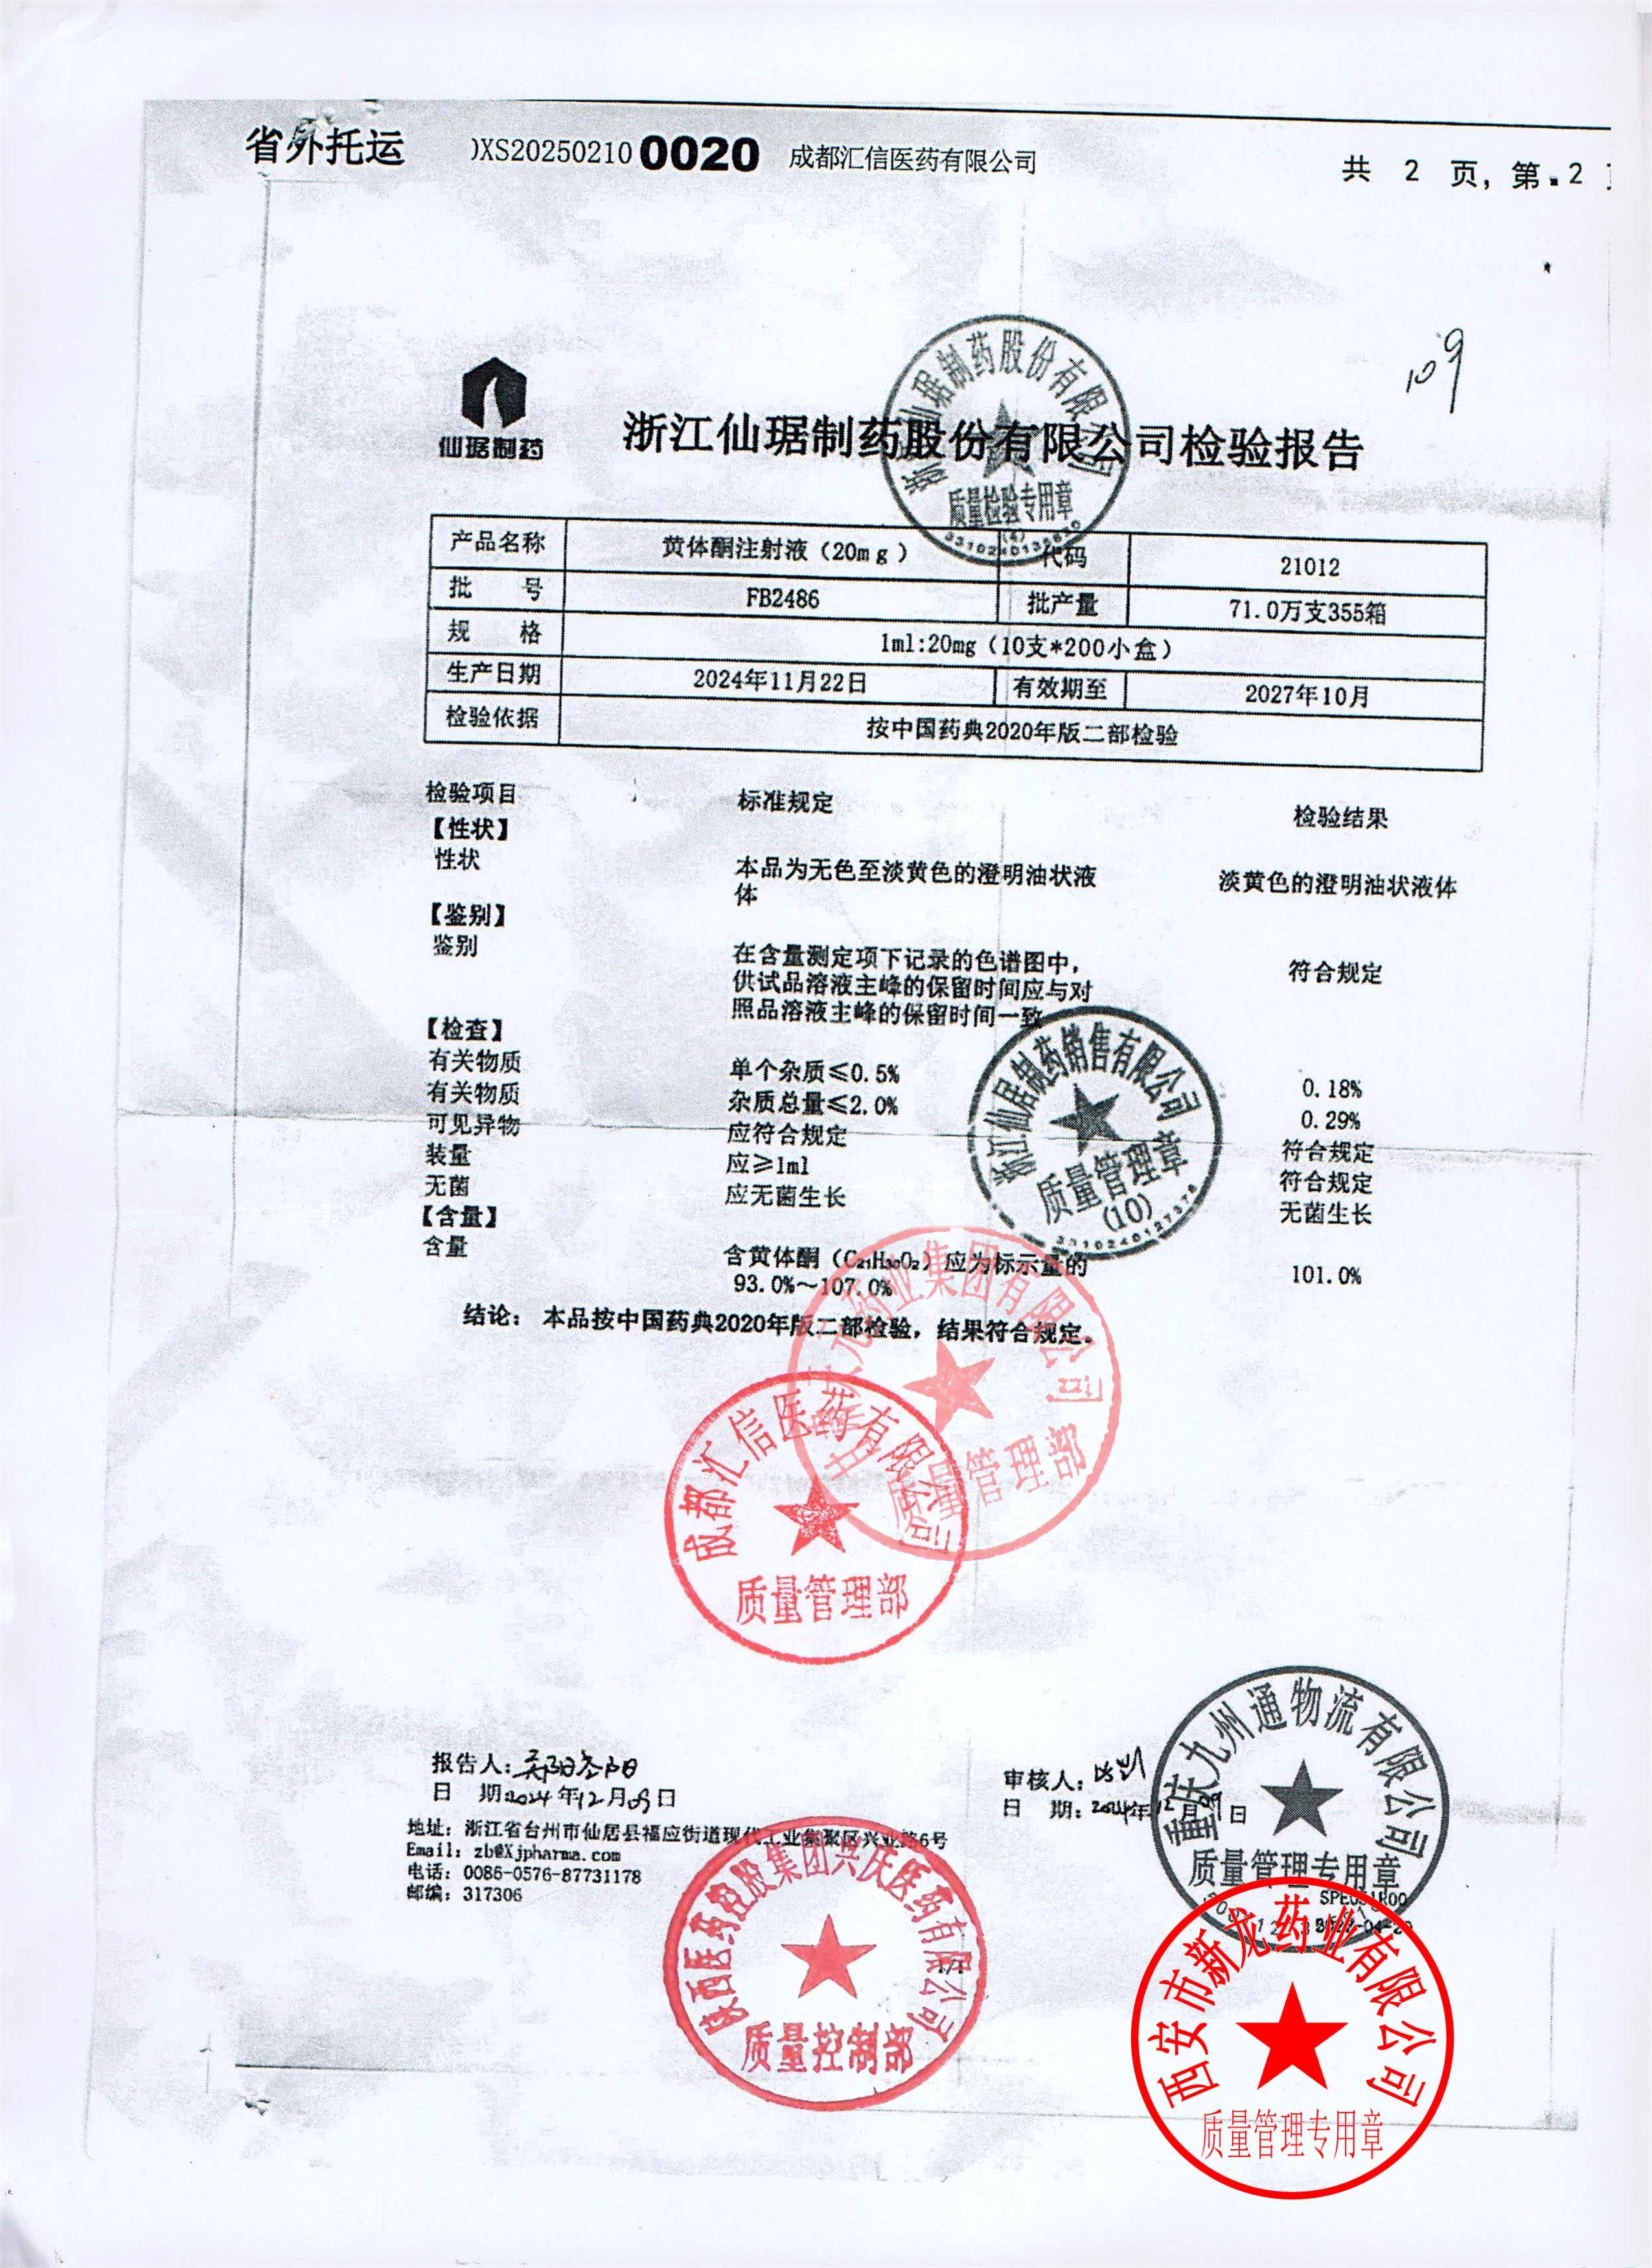 省外托运 )XS20250210 0020 成都汇信医药有限公司 共 2 页, 第 2
109
仙琚制药
浙江仙琚制药股份有限公司检验报告
浙江仙琚制药股份有限公司
质量检验专用章
(4)
产品名称 黄体酮注射液（20mg） 代码 21012
批 号 FB2486 批产量 71.0万支355箱
规 格 1ml:20mg（10支*200小盒）
生产日期 2024年11月22日 有效期至 2027年10月
检验依据 按中国药典2020年版二部检验
检验项目 标准规定 检验结果
【性状】
性状 本品为无色至淡黄色的澄明油状液 淡黄色的澄明油状液体
体
【鉴别】
鉴别 在含量测定项下记录的色谱图中, 符合规定
供试品溶液主峰的保留时间应与对
照品溶液主峰的保留时间一致
【检查】
有关物质 单个杂质≤0.5% 0.18%
有关物质 杂质总量≤2.0% 0.29%
可见异物 应符合规定 符合规定
装量 应≥1ml 符合规定
无菌 应无菌生长 无菌生长
【含量】
含量 含黄体酮（C₂₁H₃₀O₂）应为标示量的 101.0%
93.0%～107.0%
结论： 本品按中国药典2020年版二部检验，结果符合规定。
浙江仙居制药销售有限公司
质量管理章
(10)
3310240127378
九药业集团有限公司
质量管理部
成都汇信医药有限公司
质量管理部
报告人： 审核人：
日 期:2024年12月09日 日 期：2024年12月09日
地址：浙江省台州市仙居县福应街道现代工业集聚区兴业路6号
Email: zb@Xjpharma.com
电话: 0086-0576-87731178
邮编: 317306
重庆九州通物流有限公司
质量管理专用章
陕西医药控股集团兴庆医药有限公司
质量控制部
西安市新龙药业有限公司
质量管理专用章